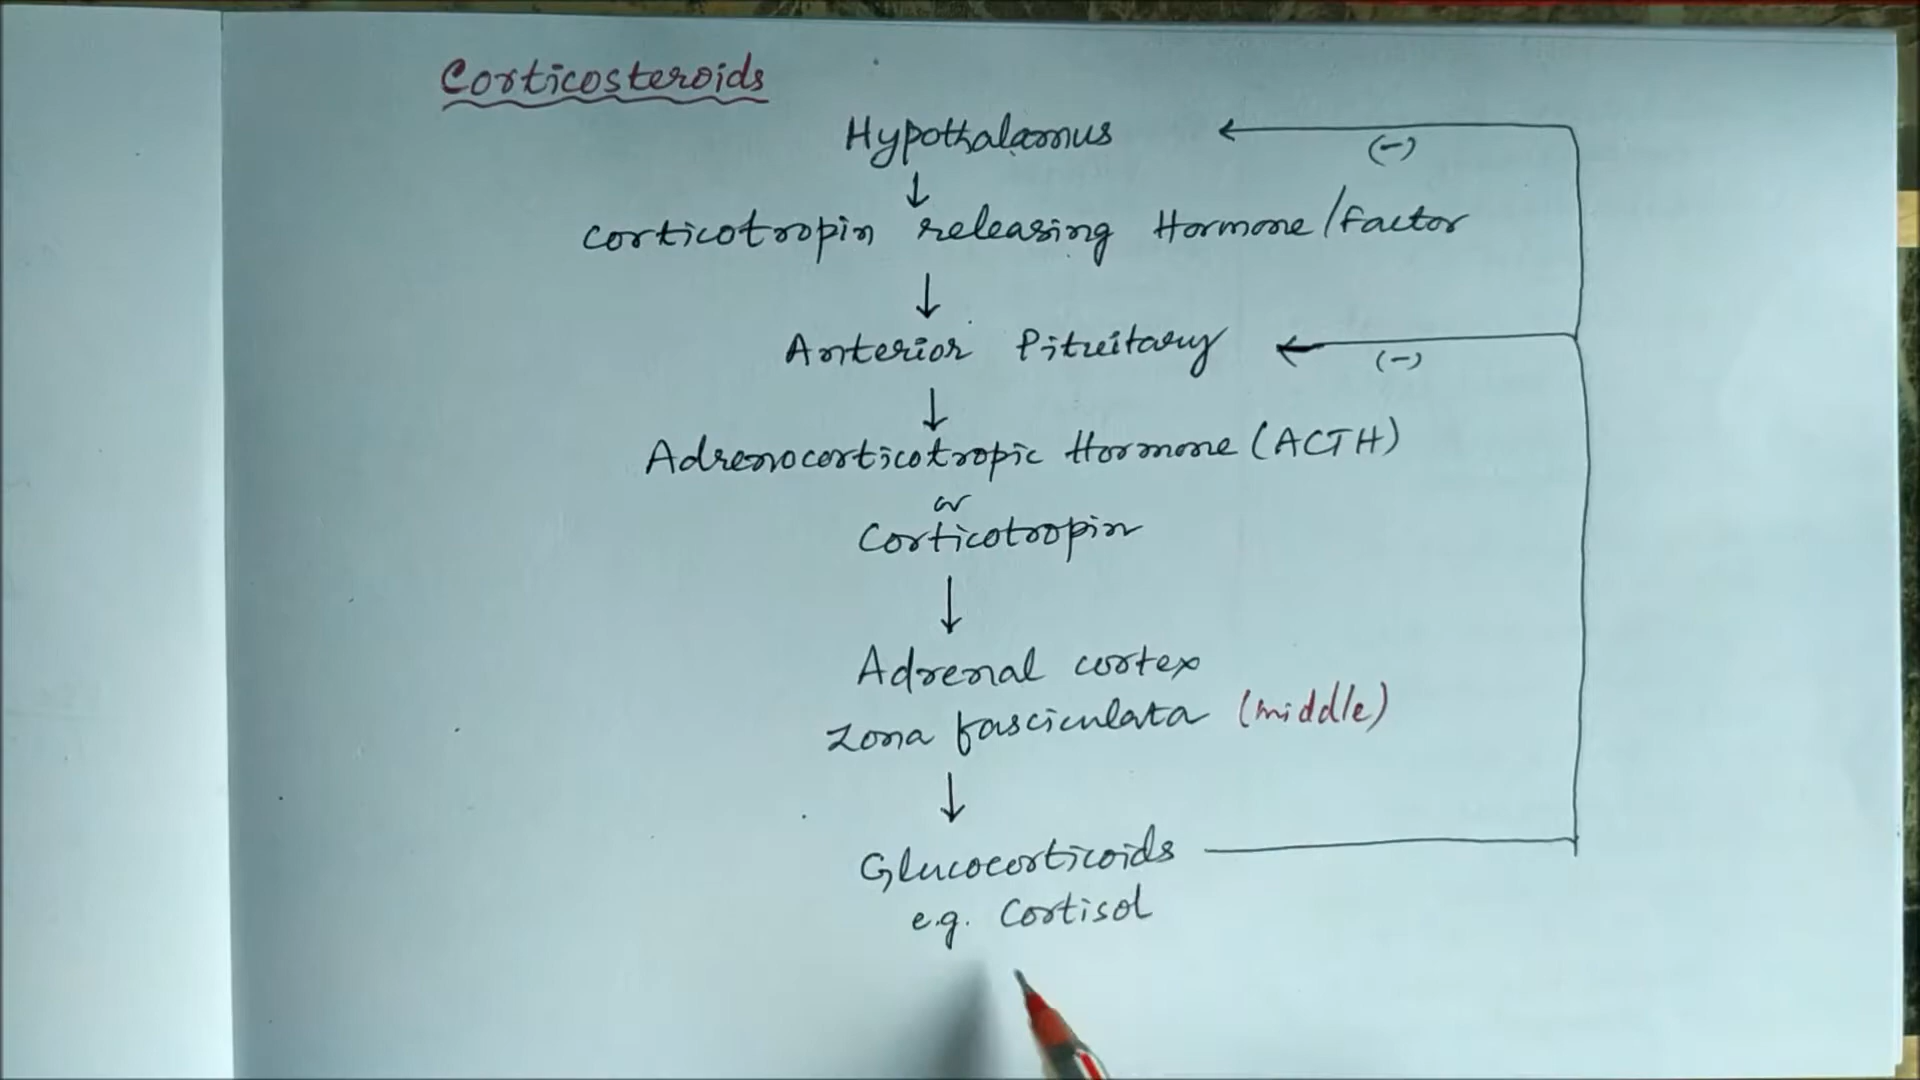 Corticosteroids
Hypothalamus
(-)
↓
corticotropin releasing Hormone/factor
↓
Anterior Pituitary
(-)
↓
Adrenocorticotropic Hormone (ACTH)
or
Corticotropin
↓
Adrenal cortex
Zona fasciculata (middle)
↓
Glucocorticoids
e.g. Cortisol